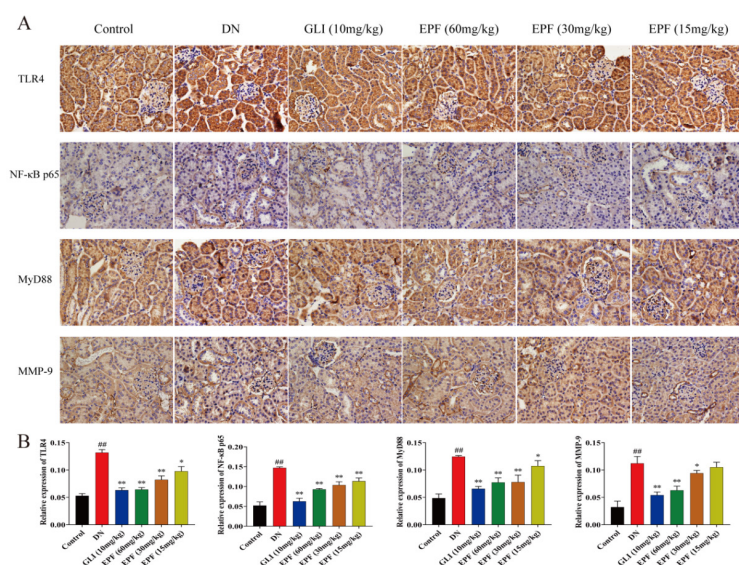 A
Control DN GLI (10mg/kg) EPF (60mg/kg) EPF (30mg/kg) EPF (15mg/kg)
TLR4
NF-κB p65
MyD88
MMP-9
B
Relative expression of TLR4
0.15
0.10
0.05
0.00
##
**
**
**
*
Control
DN
GLI (10mg/kg)
EPF (60mg/kg)
EPF (30mg/kg)
EPF (15mg/kg)
Relative expression of NF-κB p65
0.20
0.15
0.10
0.05
0.00
##
**
**
**
**
Control
DN
GLI (10mg/kg)
EPF (60mg/kg)
EPF (30mg/kg)
EPF (15mg/kg)
Relative expression of MyD88
0.15
0.10
0.05
0.00
##
**
**
**
*
Control
DN
GLI (10mg/kg)
EPF (60mg/kg)
EPF (30mg/kg)
EPF (15mg/kg)
Relative expression of MMP-9
0.15
0.10
0.05
0.00
##
**
**
*
Control
DN
GLI (10mg/kg)
EPF (60mg/kg)
EPF (30mg/kg)
EPF (15mg/kg)